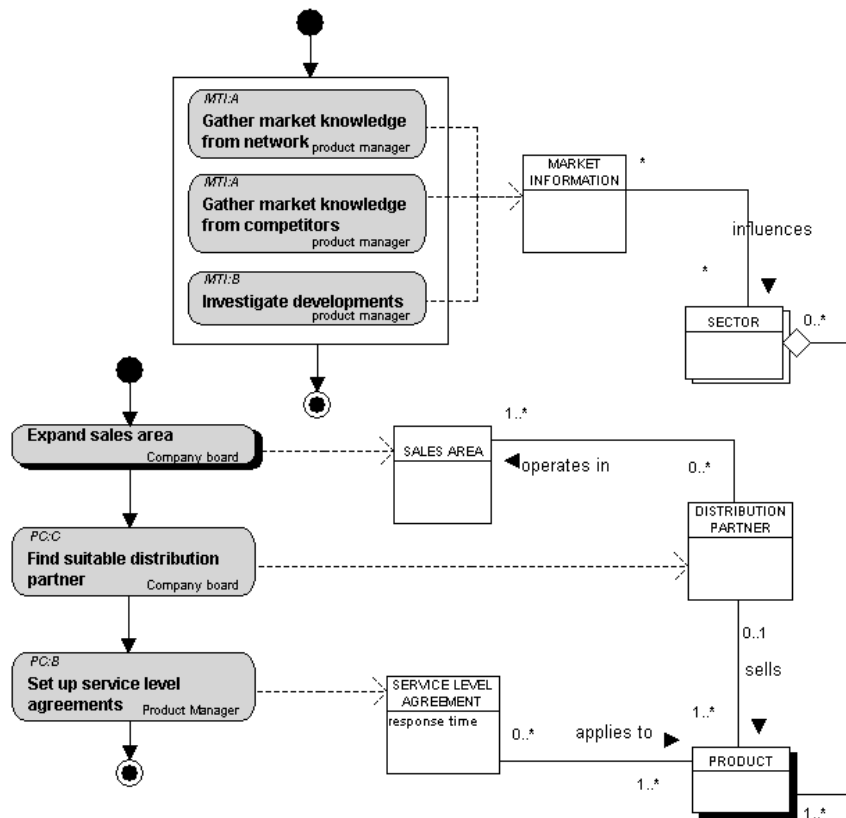 MTI:A
Gather market knowledge
from network
product manager
MTI:A
Gather market knowledge
from competitors
product manager
MTI:B
Investigate developments
product manager
MARKET
INFORMATION
*
influences
*
SECTOR
0..*
Expand sales area
Company board
SALES AREA
1..*
operates in
0..*
DISTRIBUTION
PARTNER
PC:C
Find suitable distribution
partner
Company board
0..1
sells
1..*
PC:B
Set up service level
agreements
Product Manager
SERVICE LEVEL
AGREEMENT
response time
0..*
applies to
1..*
PRODUCT
1..*